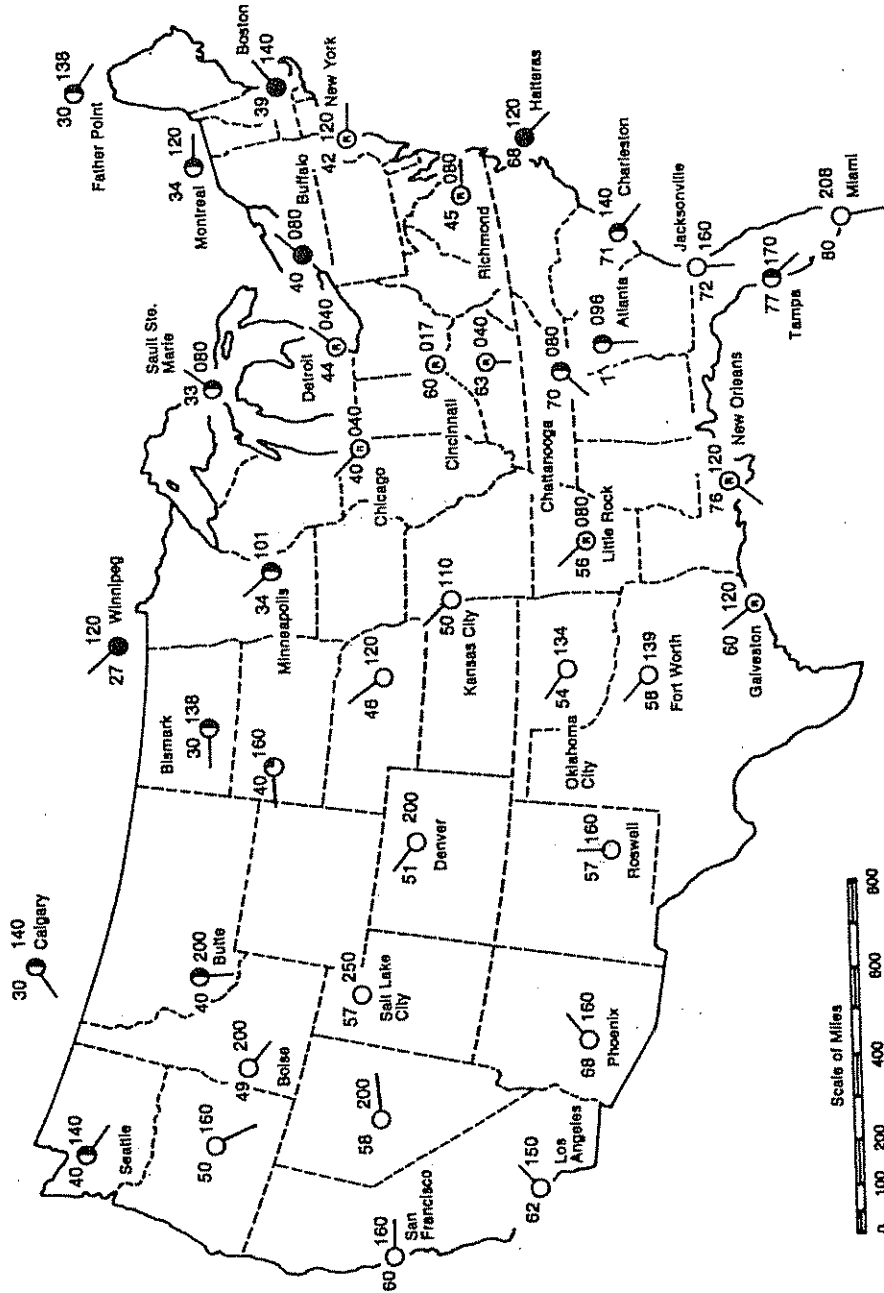 30 138
Father Point
30 140
Calgary
27 120
Winnipeg
34 120
Montreal
39 140
Boston
40 140
Seattle
33 080
Sault Ste.
Marie
40 080
Buffalo
40 200
Butte
30 138
Bismark
34 101
Minneapolis
42 120
New York
50 160
49 200
Boise
40 160
44 040
Detroit
40 040
Chicago
57 250
Salt Lake
City
48 120
60 017
Cincinnati
45 080
Richmond
58 200
51 200
Denver
50 110
Kansas City
63 040
68 120
Hatteras
60 160
San
Francisco
62 150
Los
Angeles
68 160
Phoenix
57 160
Roswell
54 134
Oklahoma
City
56 080
Little Rock
70 080
Chattanooga
71 096
Atlanta
71 140
Charleston
58 139
Fort Worth
72 160
Jacksonville
60 120
Galveston
76 120
New Orleans
77 170
Tampa
80 208
Miami
Scale of Miles
0 100 200 400 600 800